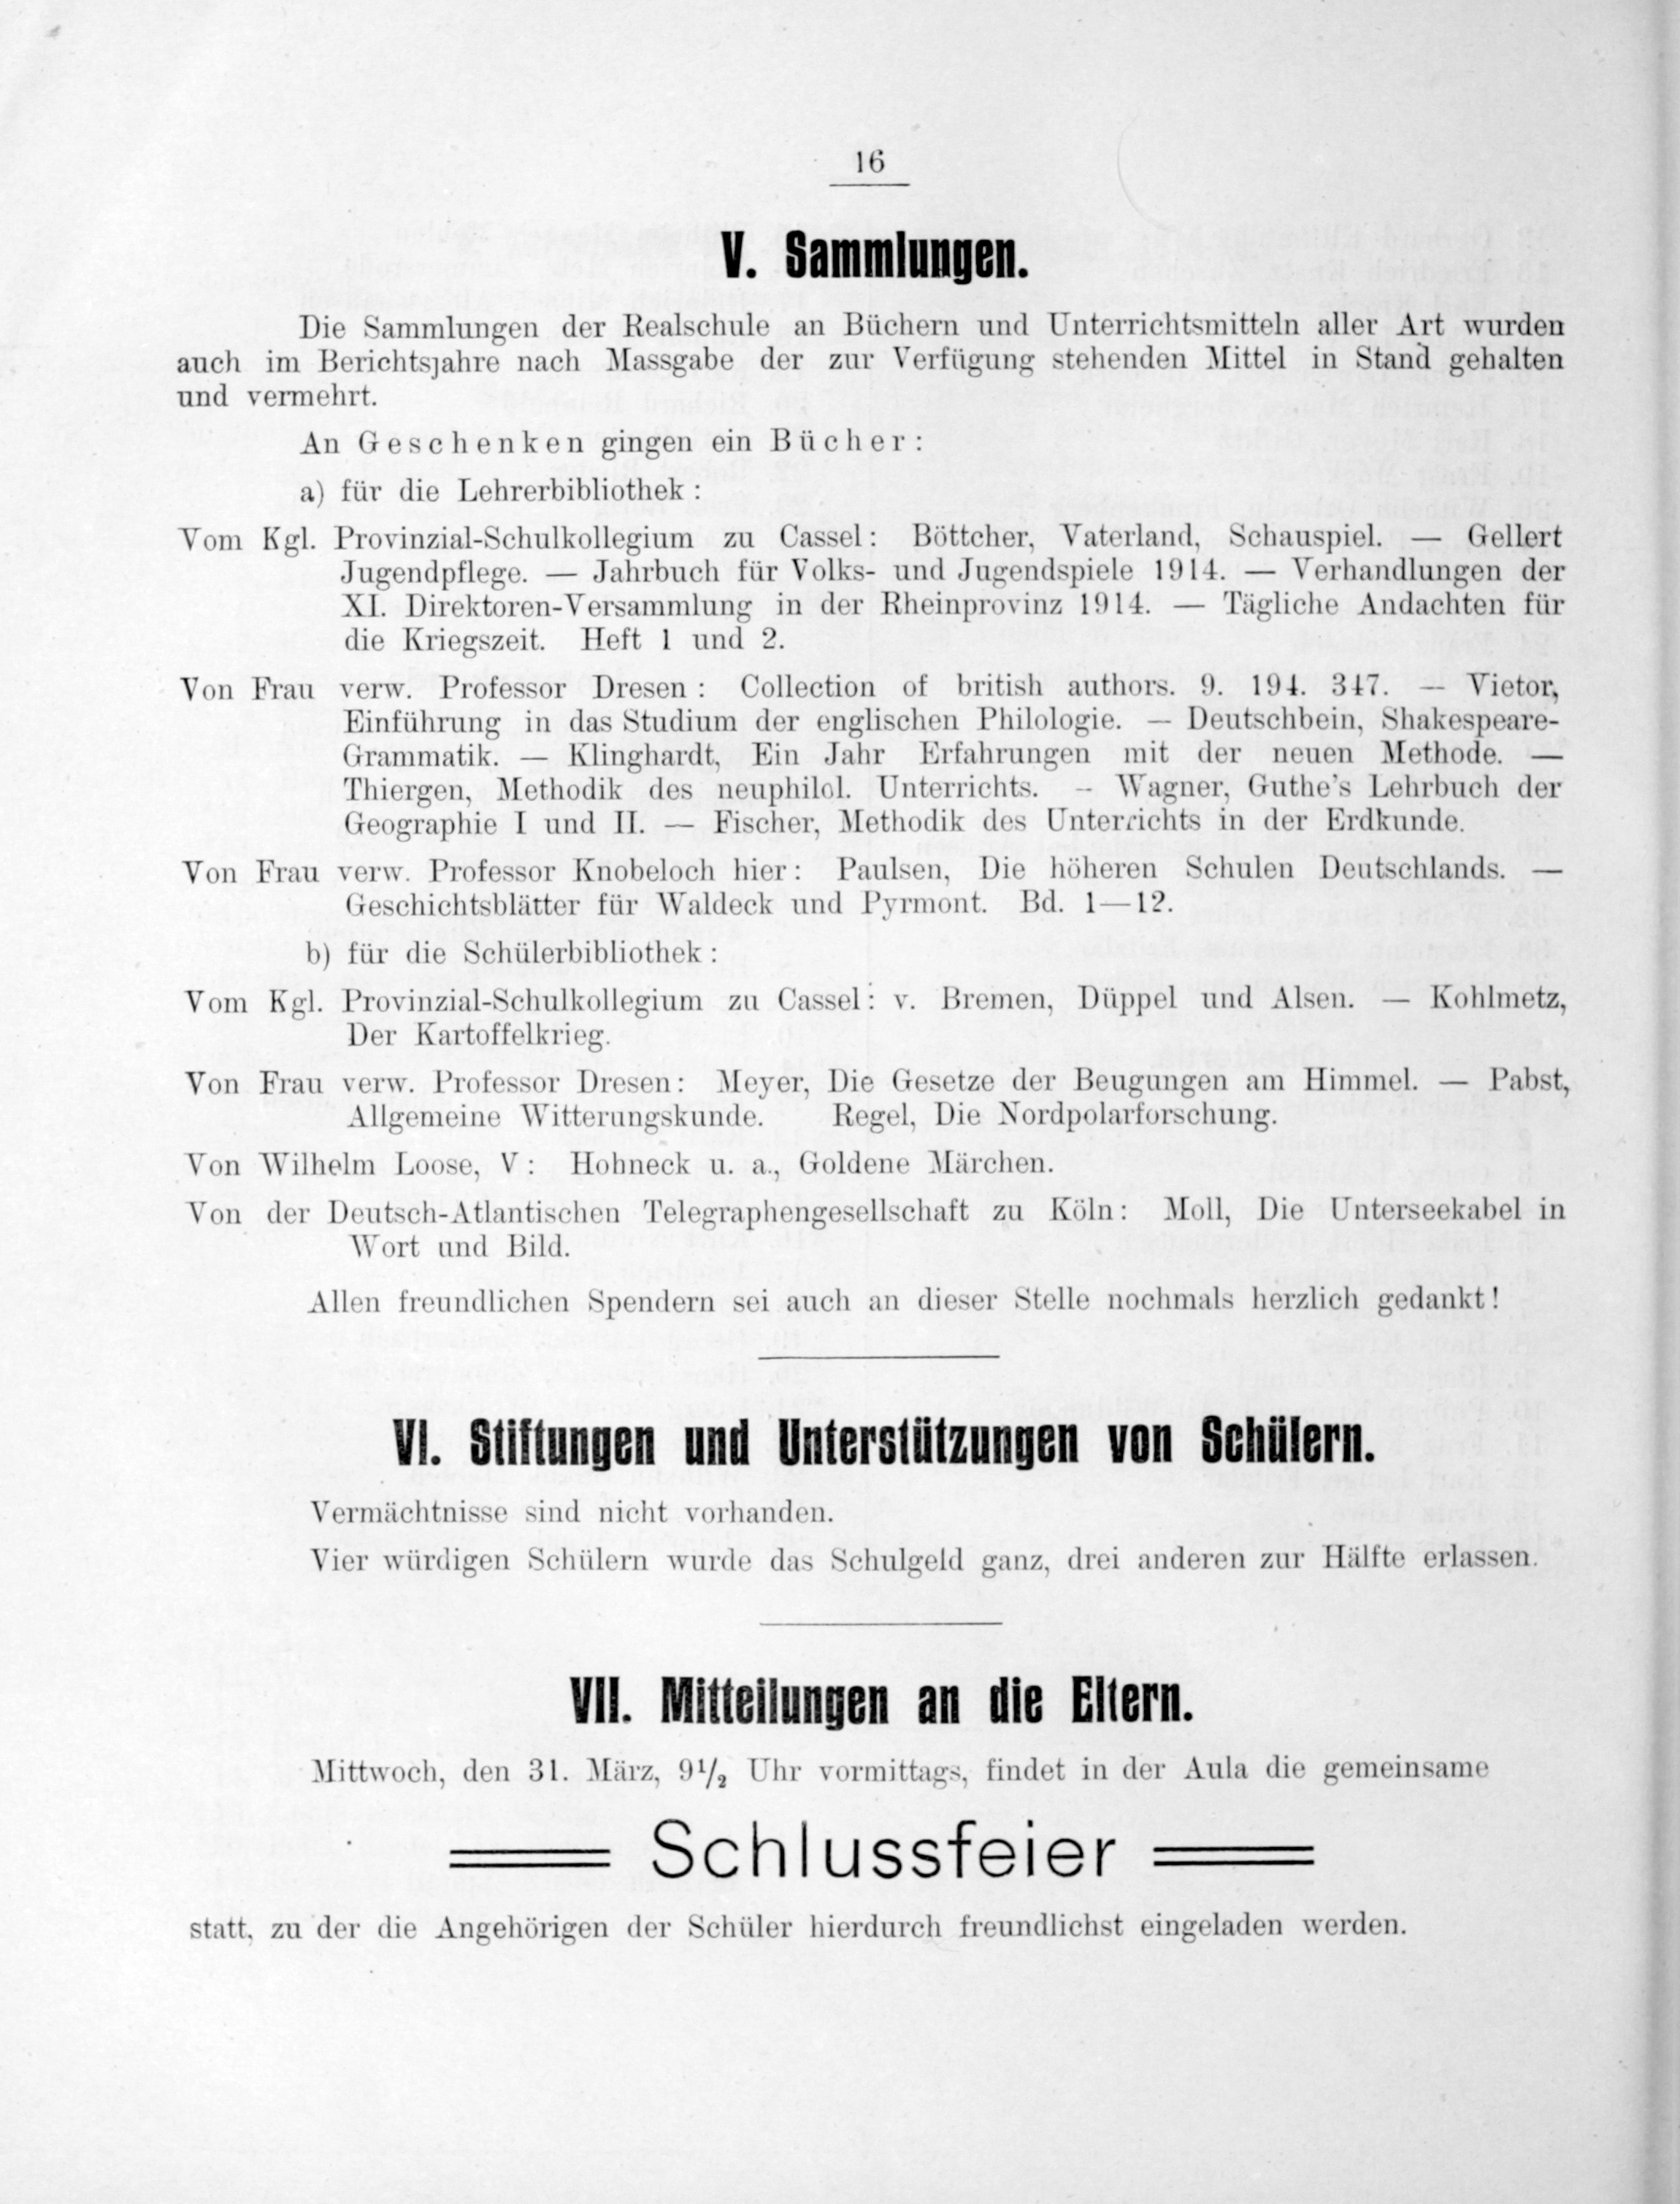 16
V. Sammlungen.
Die Sammlungen der Realschule an Büchern und Unterrichtsmitteln aller Art wurden
auch im Berichtsjahre nach Massgabe der zur Verfügung stehenden Mittel in Stand gehalten
und vermehrt.
An Geschenken gingen ein Bücher:
a) für die Lehrerbibliothek:
Vom Kgl. Provinzial-Schulkollegium zu Cassel: Böttcher, Vaterland, Schauspiel. — Gellert
Jugendpflege. — Jahrbuch für Volks- und Jugendspiele 1914. — Verhandlungen der
XI. Direktoren-Versammlung in der Rheinprovinz 1914. — Tägliche Andachten für
die Kriegszeit. Heft 1 und 2.
Von Frau verw. Professor Dresen: Collection of british authors. 9. 194. 347. — Vietor,
Einführung in das Studium der englischen Philologie. — Deutschbein, Shakespeare-
Grammatik. — Klinghardt, Ein Jahr Erfahrungen mit der neuen Methode. —
Thiergen, Methodik des neuphilol. Unterrichts. — Wagner, Guthe's Lehrbuch der
Geographie I und II. — Fischer, Methodik des Unterrichts in der Erdkunde.
Von Frau verw. Professor Knobeloch hier: Paulsen, Die höheren Schulen Deutschlands. —
Geschichtsblätter für Waldeck und Pyrmont. Bd. 1—12.
b) für die Schülerbibliothek:
Vom Kgl. Provinzial-Schulkollegium zu Cassel: v. Bremen, Düppel und Alsen. — Kohlmetz,
Der Kartoffelkrieg.
Von Frau verw. Professor Dresen: Meyer, Die Gesetze der Beugungen am Himmel. — Pabst,
Allgemeine Witterungskunde. Regel, Die Nordpolarforschung.
Von Wilhelm Loose, V: Hohneck u. a., Goldene Märchen.
Von der Deutsch-Atlantischen Telegraphengesellschaft zu Köln: Moll, Die Unterseekabel in
Wort und Bild.
Allen freundlichen Spendern sei auch an dieser Stelle nochmals herzlich gedankt!
VI. Stiftungen und Unterstützungen von Schülern.
Vermächtnisse sind nicht vorhanden.
Vier würdigen Schülern wurde das Schulgeld ganz, drei anderen zur Hälfte erlassen.
VII. Mitteilungen an die Eltern.
Mittwoch, den 31. März, 9½ Uhr vormittags, findet in der Aula die gemeinsame
Schlussfeier
statt, zu der die Angehörigen der Schüler hierdurch freundlichst eingeladen werden.